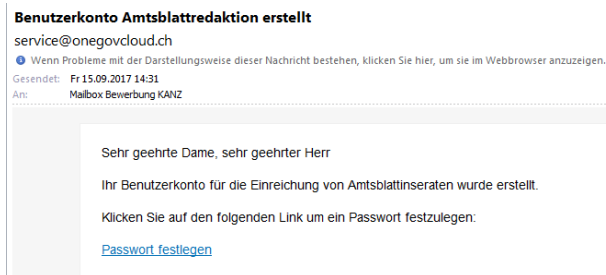 Benutzerkonto Amtsblattredaktion erstellt
service@onegovcloud.ch
Wenn Probleme mit der Darstellungsweise dieser Nachricht bestehen, klicken Sie hier, um sie im Webbrowser anzuzeigen.
Gesendet: Fr 15.09.2017 14:31
An: Mailbox Bewerbung KANZ
Sehr geehrte Dame, sehr geehrter Herr
Ihr Benutzerkonto für die Einreichung von Amtsblattinseraten wurde erstellt.
Klicken Sie auf den folgenden Link um ein Passwort festzulegen:
Passwort festlegen